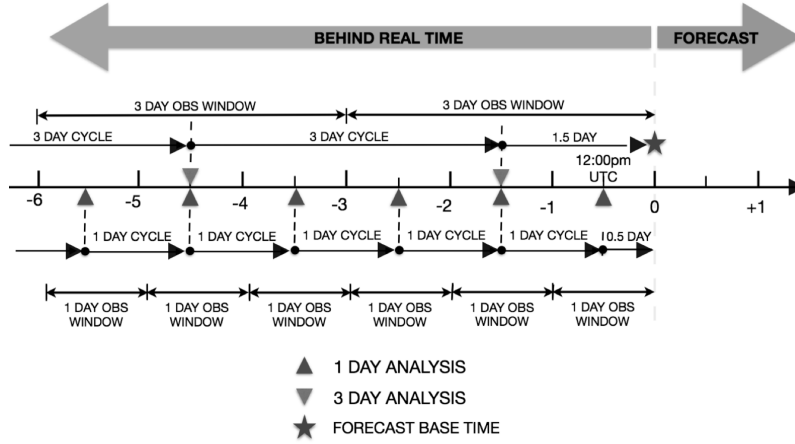 BEHIND REAL TIME
FORECAST
3 DAY OBS WINDOW
3 DAY OBS WINDOW
3 DAY CYCLE
3 DAY CYCLE
1.5 DAY
12:00pm
UTC
-6
-5
-4
-3
-2
-1
0
+1
1 DAY CYCLE
1 DAY CYCLE
1 DAY CYCLE
1 DAY CYCLE
1 DAY CYCLE
0.5 DAY
1 DAY OBS
WINDOW
1 DAY OBS
WINDOW
1 DAY OBS
WINDOW
1 DAY OBS
WINDOW
1 DAY OBS
WINDOW
1 DAY OBS
WINDOW
1 DAY ANALYSIS
3 DAY ANALYSIS
FORECAST BASE TIME